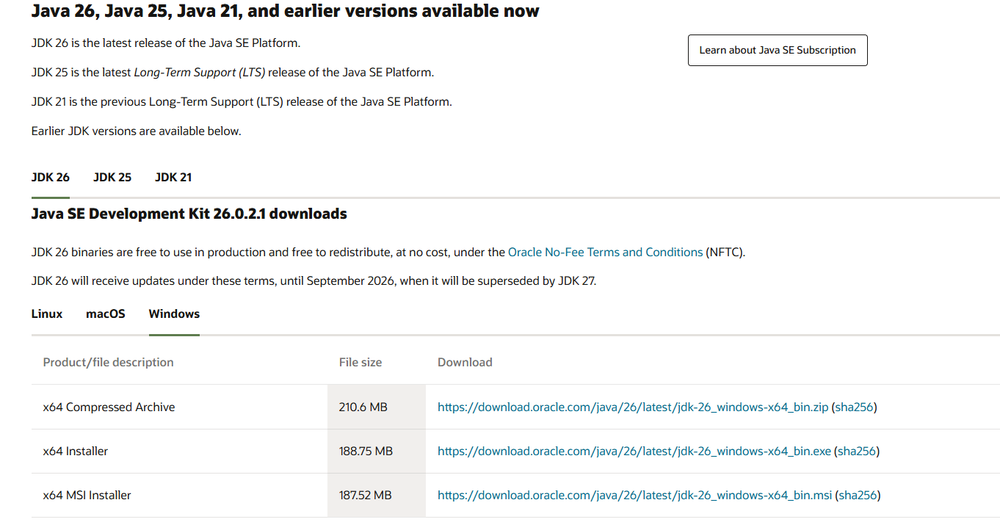 Java 26, Java 25, Java 21, and earlier versions available now
JDK 26 is the latest release of the Java SE Platform.
Learn about Java SE Subscription
JDK 25 is the latest Long-Term Support (LTS) release of the Java SE Platform.
JDK 21 is the previous Long-Term Support (LTS) release of the Java SE Platform.
Earlier JDK versions are available below.
JDK 26 JDK 25 JDK 21
Java SE Development Kit 26.0.2.1 downloads
JDK 26 binaries are free to use in production and free to redistribute, at no cost, under the Oracle No-Fee Terms and Conditions (NFTC).
JDK 26 will receive updates under these terms, until September 2026, when it will be superseded by JDK 27.
Linux macOS Windows
Product/file description File size Download
x64 Compressed Archive 210.6 MB https://download.oracle.com/java/26/latest/jdk-26_windows-x64_bin.zip (sha256)
x64 Installer 188.75 MB https://download.oracle.com/java/26/latest/jdk-26_windows-x64_bin.exe (sha256)
x64 MSI Installer 187.52 MB https://download.oracle.com/java/26/latest/jdk-26_windows-x64_bin.msi (sha256)